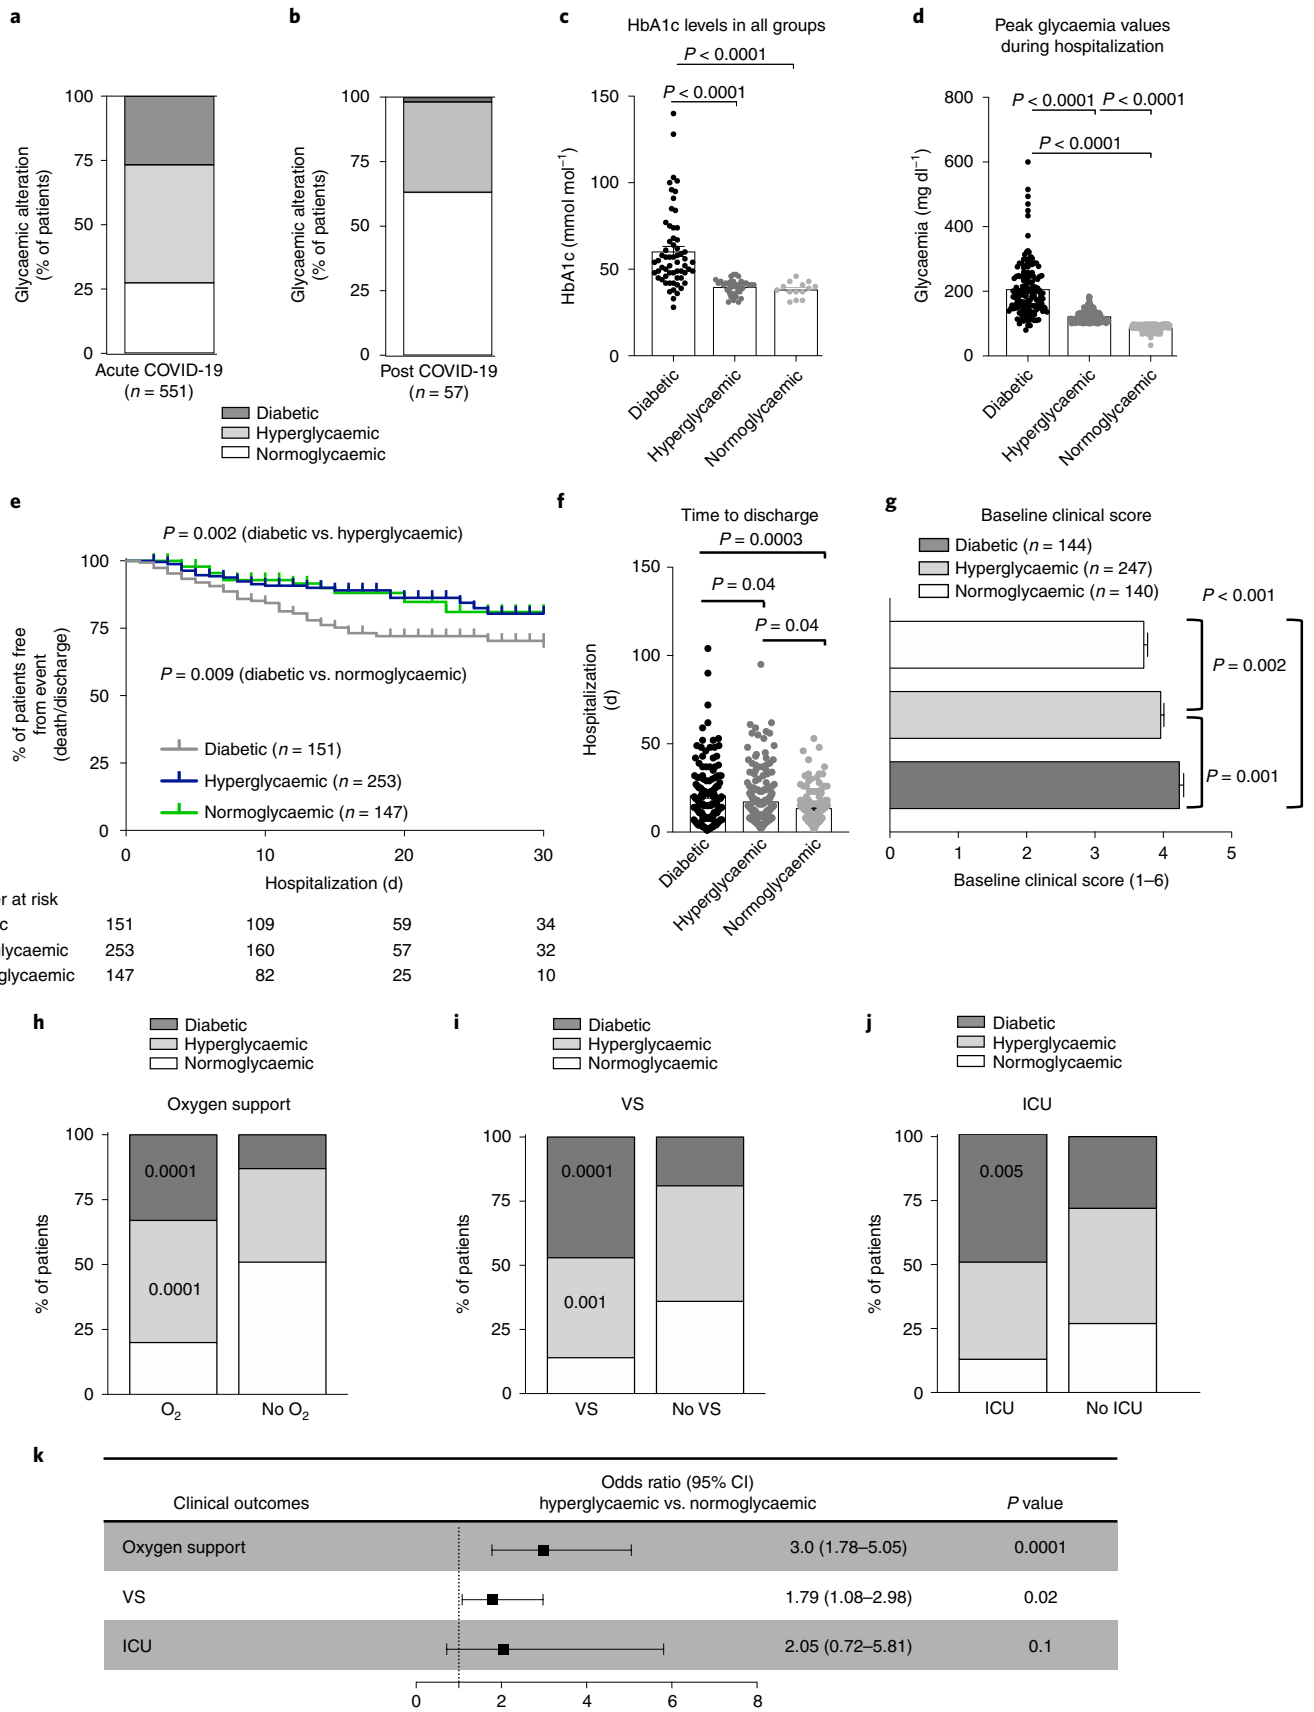 a
100
75
50
25
0
Glycaemic alteration
(% of patients)
Acute COVID-19
(n = 551)
b
100
75
50
25
0
Glycaemic alteration
(% of patients)
Post COVID-19
(n = 57)
Diabetic
Hyperglycaemic
Normoglycaemic
c
HbA1c levels in all groups
P < 0.0001
P < 0.0001
150
100
50
0
HbA1c (mmol mol⁻¹)
Diabetic
Hyperglycaemic
Normoglycaemic
d
Peak glycaemia values
during hospitalization
P < 0.0001
P < 0.0001
P < 0.0001
800
600
400
200
0
Glycaemia (mg dl⁻¹)
Diabetic
Hyperglycaemic
Normoglycaemic
e
P = 0.002 (diabetic vs. hyperglycaemic)
100
75
50
25
0
% of patients free
from event
(death/discharge)
P = 0.009 (diabetic vs. normoglycaemic)
Diabetic (n = 151)
Hyperglycaemic (n = 253)
Normoglycaemic (n = 147)
0 10 20 30
Hospitalization (d)
er at risk
c 151 109 59 34
glycaemic 253 160 57 32
glycaemic 147 82 25 10
f
Time to discharge
P = 0.0003
P = 0.04
P = 0.04
150
100
50
0
Hospitalization
(d)
Diabetic
Hyperglycaemic
Normoglycaemic
g
Baseline clinical score
Diabetic (n = 144)
Hyperglycaemic (n = 247)
Normoglycaemic (n = 140)
P < 0.001
P = 0.002
P = 0.001
0 1 2 3 4 5
Baseline clinical score (1–6)
h
Diabetic
Hyperglycaemic
Normoglycaemic
Oxygen support
100
75
50
25
0
% of patients
0.0001
0.0001
O₂ No O₂
i
Diabetic
Hyperglycaemic
Normoglycaemic
VS
100
75
50
25
0
% of patients
0.0001
0.001
VS No VS
j
Diabetic
Hyperglycaemic
Normoglycaemic
ICU
100
75
50
25
0
% of patients
0.005
ICU No ICU
k
Clinical outcomes
Odds ratio (95% CI)
hyperglycaemic vs. normoglycaemic
P value
Oxygen support 3.0 (1.78–5.05) 0.0001
VS 1.79 (1.08–2.98) 0.02
ICU 2.05 (0.72–5.81) 0.1
0 2 4 6 8